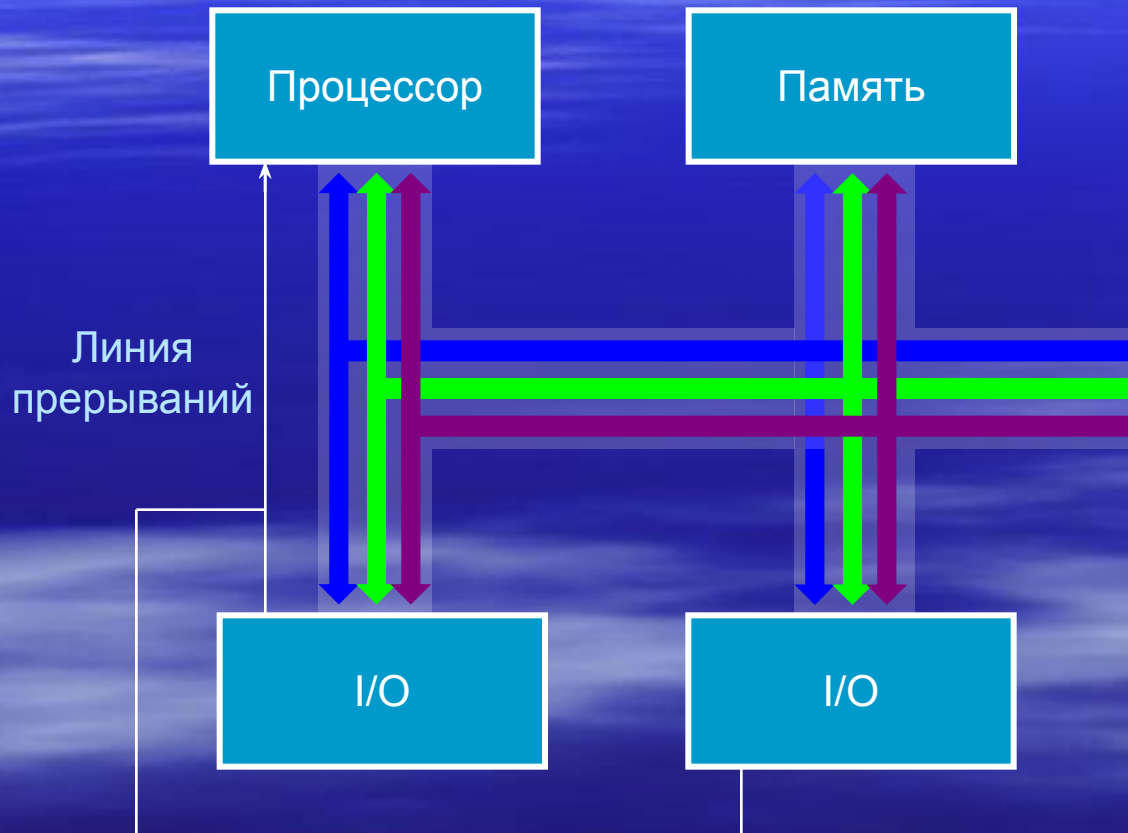 Процессор
Память
Линия
прерываний
I/O
I/O